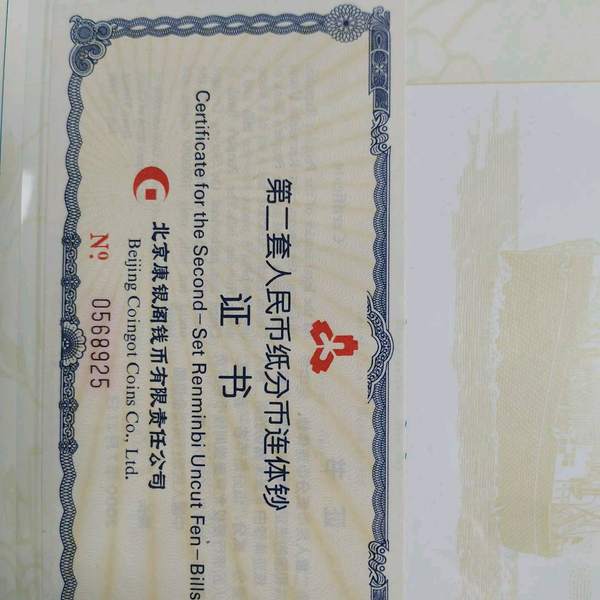 第二套人民币纸分币连体钞
证书
Certificate for the Second-Set Renminbi Uncut Fen-Bills
北京康银阁钱币有限责任公司
Beijing Coingot Coins Co., Ltd.
Nº 0568925